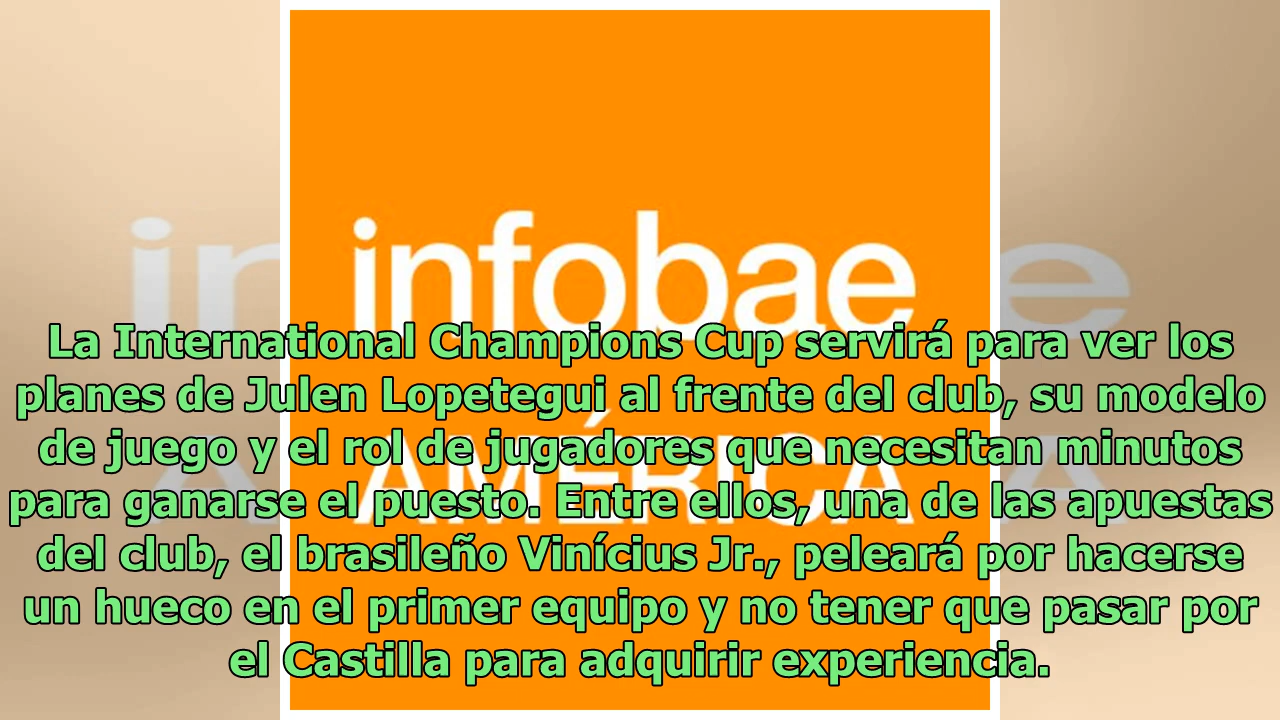 infobae
AMÉRICA
La International Champions Cup servirá para ver los
planes de Julen Lopetegui al frente del club, su modelo
de juego y el rol de jugadores que necesitan minutos
para ganarse el puesto. Entre ellos, una de las apuestas
del club, el brasileño Vinícius Jr., peleará por hacerse
un hueco en el primer equipo y no tener que pasar por
el Castilla para adquirir experiencia.